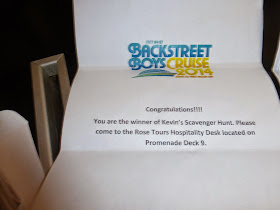 BACKSTREET
BOYS CRUISE
2014
Congratulations!!!!
You are the winner of Kevin's Scavenger Hunt. Please
come to the Rose Tours Hospitality Desk located on
Promenade Deck 9.